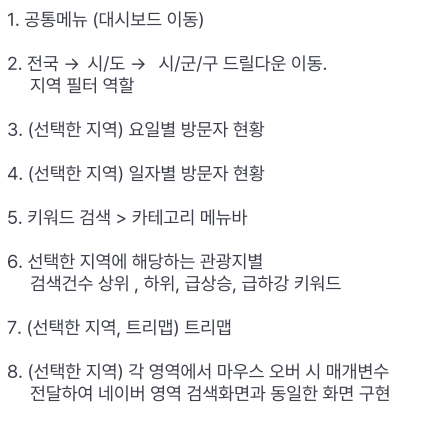 1. 공통메뉴 (대시보드 이동)
2. 전국 → 시/도 → 시/군/구 드릴다운 이동.
지역 필터 역할
3. (선택한 지역) 요일별 방문자 현황
4. (선택한 지역) 일자별 방문자 현황
5. 키워드 검색 > 카테고리 메뉴바
6. 선택한 지역에 해당하는 관광지별
검색건수 상위 , 하위, 급상승, 급하강 키워드
7. (선택한 지역, 트리맵) 트리맵
8. (선택한 지역) 각 영역에서 마우스 오버 시 매개변수
전달하여 네이버 영역 검색화면과 동일한 화면 구현